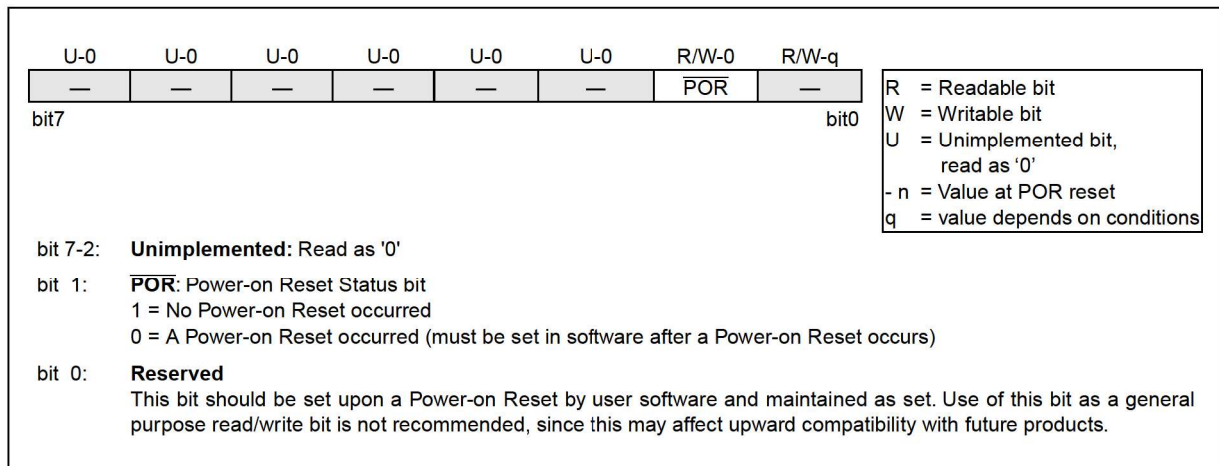 U-0 U-0 U-0 U-0 U-0 U-0 R/W-0 R/W-q
— — — — — — POR —
bit7 bit0
R = Readable bit
W = Writable bit
U = Unimplemented bit,
read as ‘0’
- n = Value at POR reset
q = value depends on conditions
bit 7-2: Unimplemented: Read as '0'
bit 1: POR: Power-on Reset Status bit
1 = No Power-on Reset occurred
0 = A Power-on Reset occurred (must be set in software after a Power-on Reset occurs)
bit 0: Reserved
This bit should be set upon a Power-on Reset by user software and maintained as set. Use of this bit as a general
purpose read/write bit is not recommended, since this may affect upward compatibility with future products.